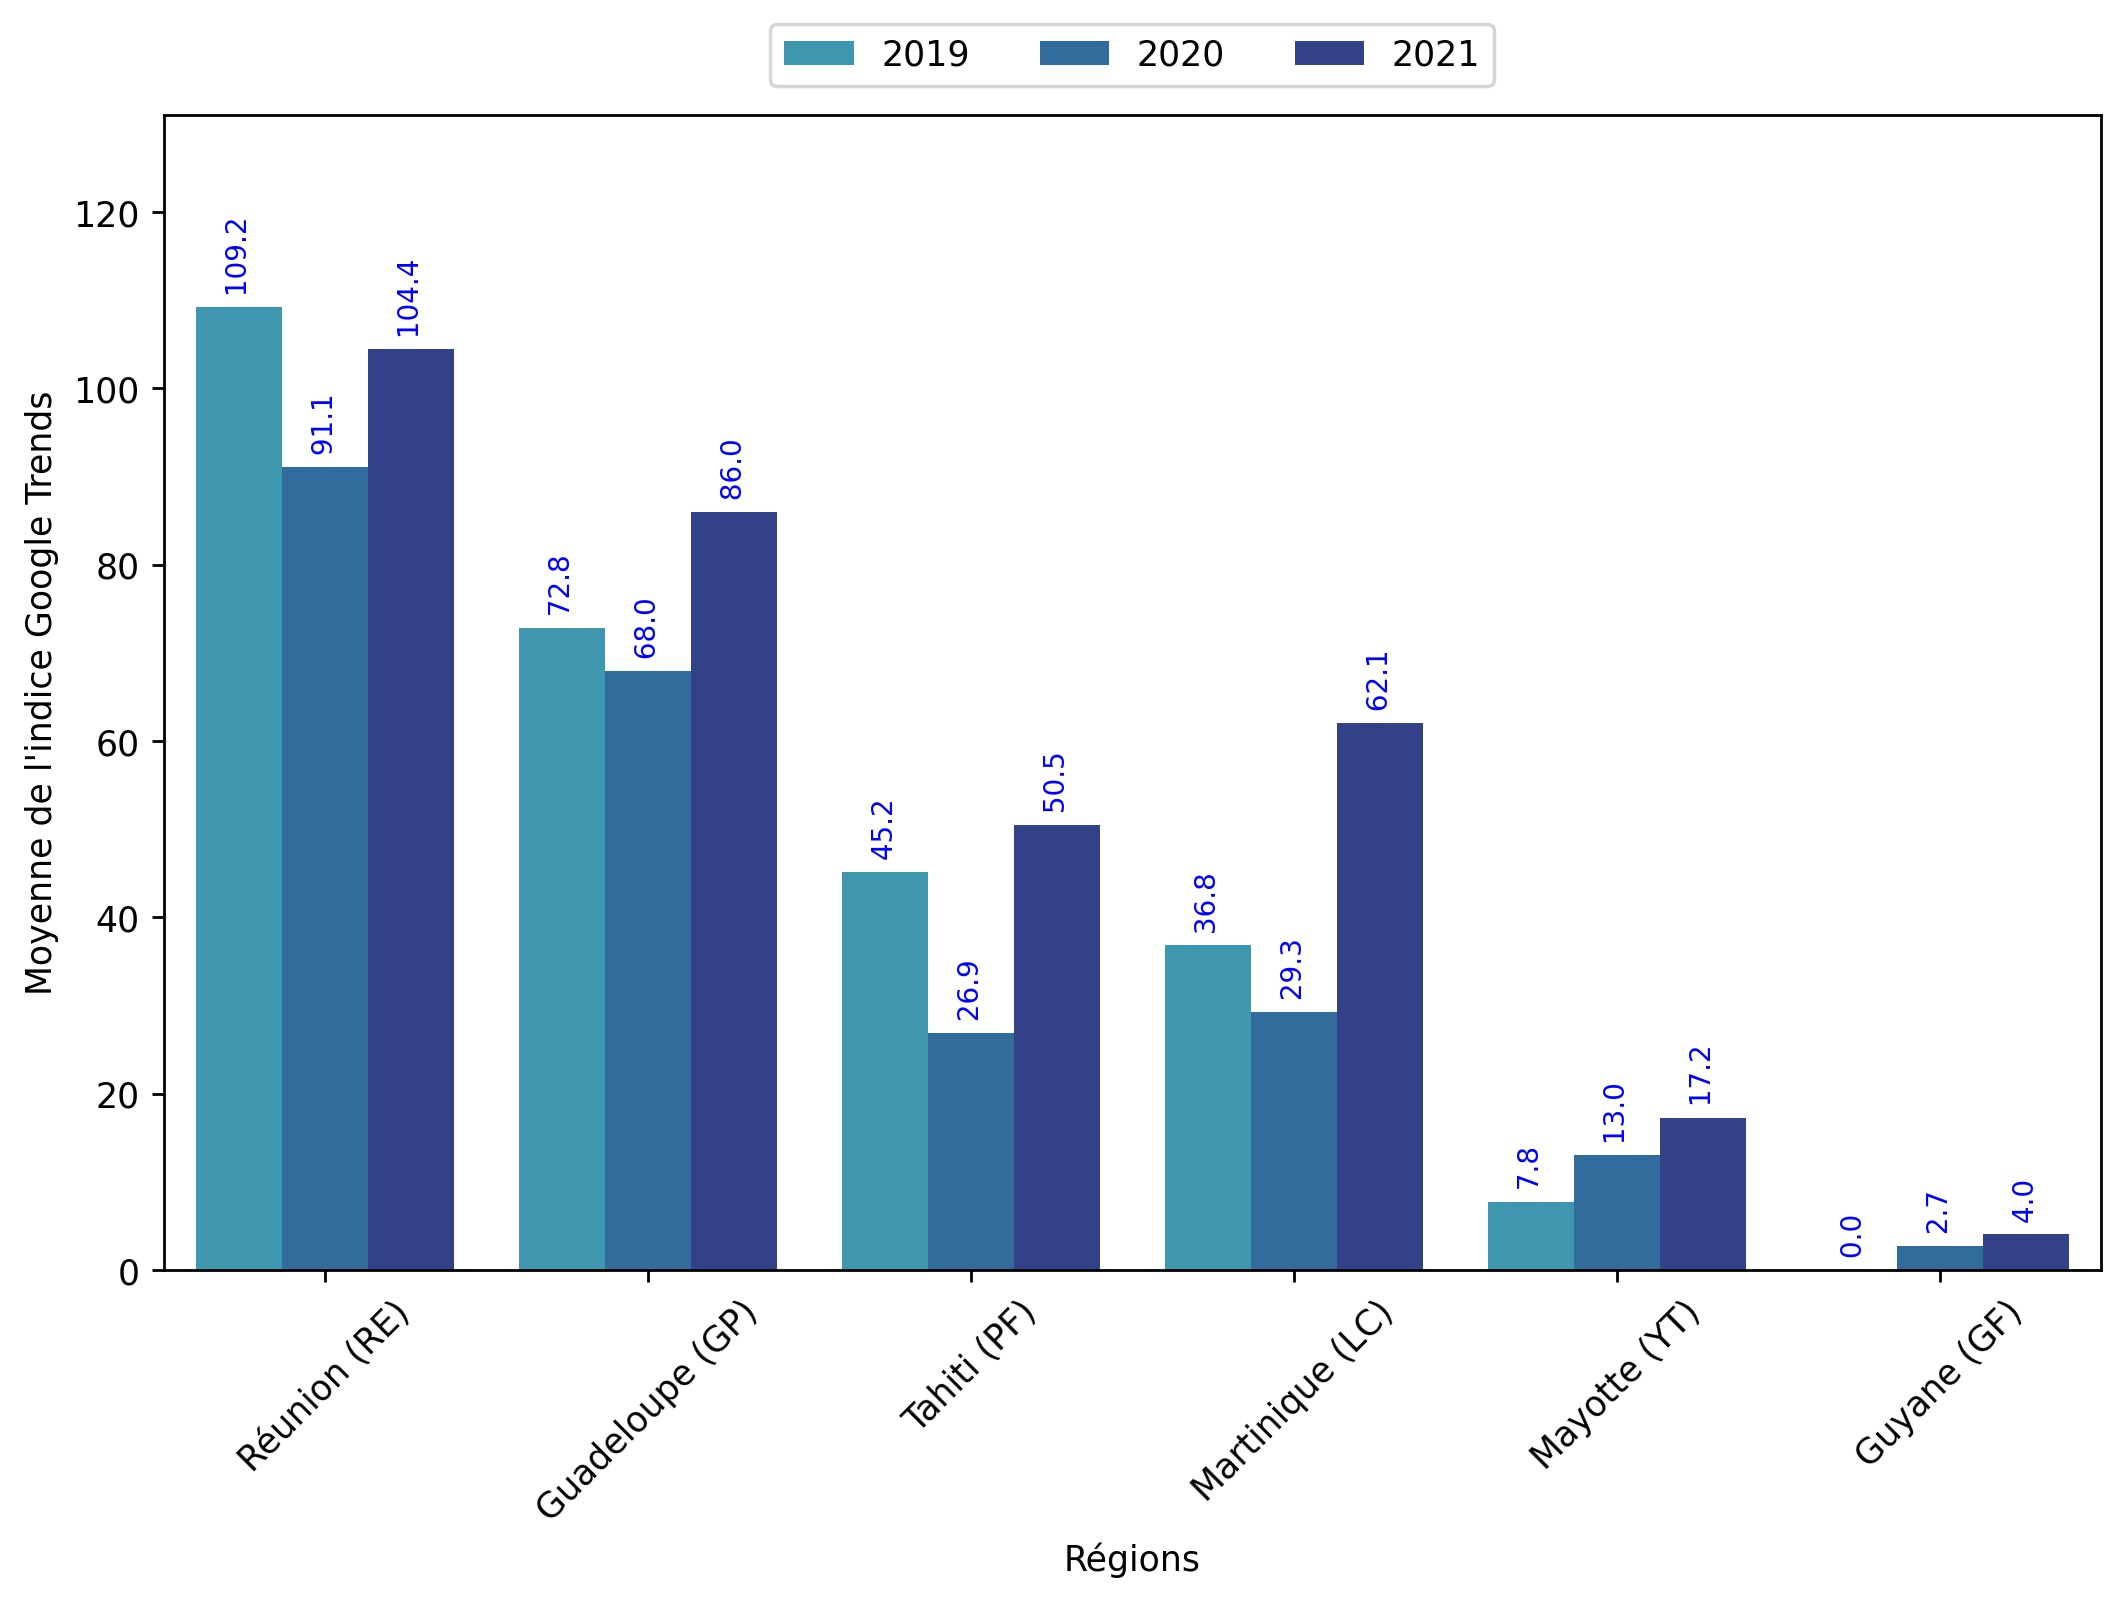 2019 2020 2021
Moyenne de l'indice Google Trends
120
100
80
60
40
20
0
109.2 91.1 104.4
72.8 68.0 86.0
45.2 26.9 50.5
36.8 29.3 62.1
7.8 13.0 17.2
0.0 2.7 4.0
Réunion (RE)
Guadeloupe (GP)
Tahiti (PF)
Martinique (LC)
Mayotte (YT)
Guyane (GF)
Régions